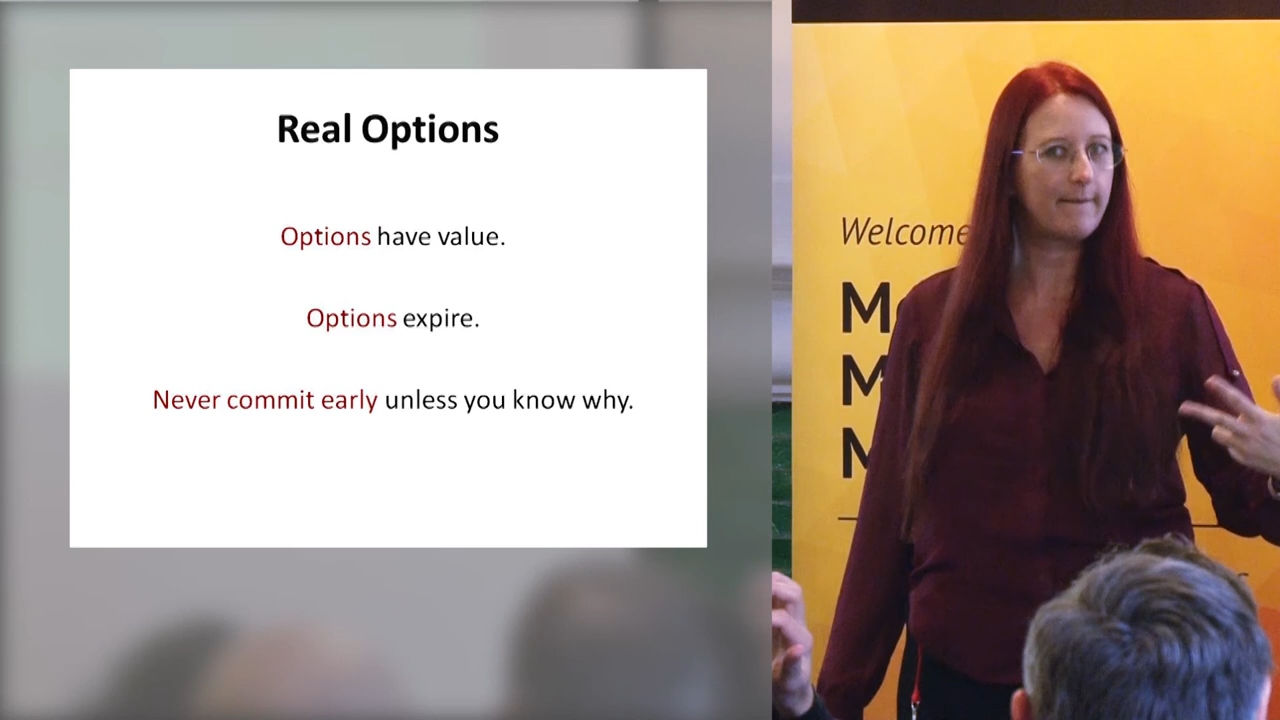 Real Options
Options have value.
Options expire.
Never commit early unless you know why.
Welcome
M
M
M